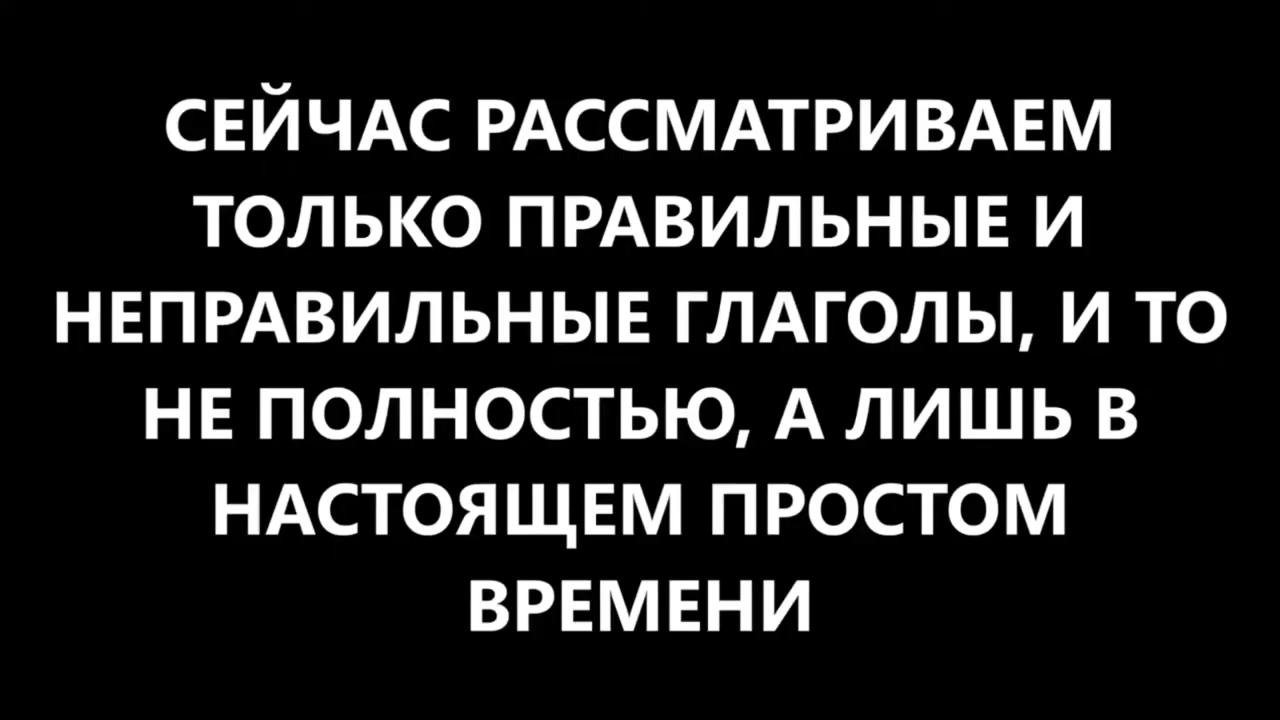 СЕЙЧАС РАССМАТРИВАЕМ
ТОЛЬКО ПРАВИЛЬНЫЕ И
НЕПРАВИЛЬНЫЕ ГЛАГОЛЫ, И ТО
НЕ ПОЛНОСТЬЮ, А ЛИШЬ В
НАСТОЯЩЕМ ПРОСТОМ
ВРЕМЕНИ